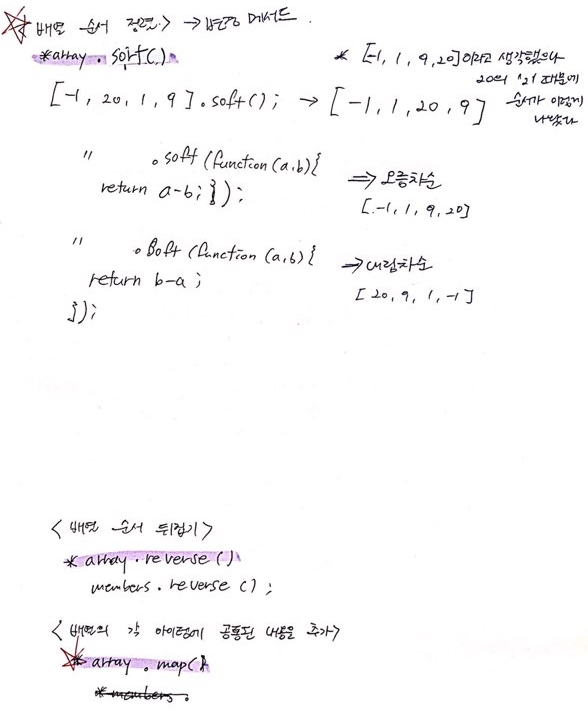 <배열 순서 정렬> → 변형 메서드.
*array.sort()
* [-1, 1, 9, 20]이라고 생각했으나
20의 '2' 때문에
순서가 이렇게
나왔다
[-1, 20, 1, 9].soft(); → [-1, 1, 20, 9]
" .soft(function(a,b){
return a-b; });
⇒ 오름차순
[-1, 1, 9, 20]
" .soft(function(a,b){
return b-a;
});
⇒ 내림차순
[20, 9, 1, -1]
<배열 순서 뒤집기>
* array.reverse()
members.reverse();
<배열의 각 아이템에 공통된 내용을 추가>
* array.map()
*members.